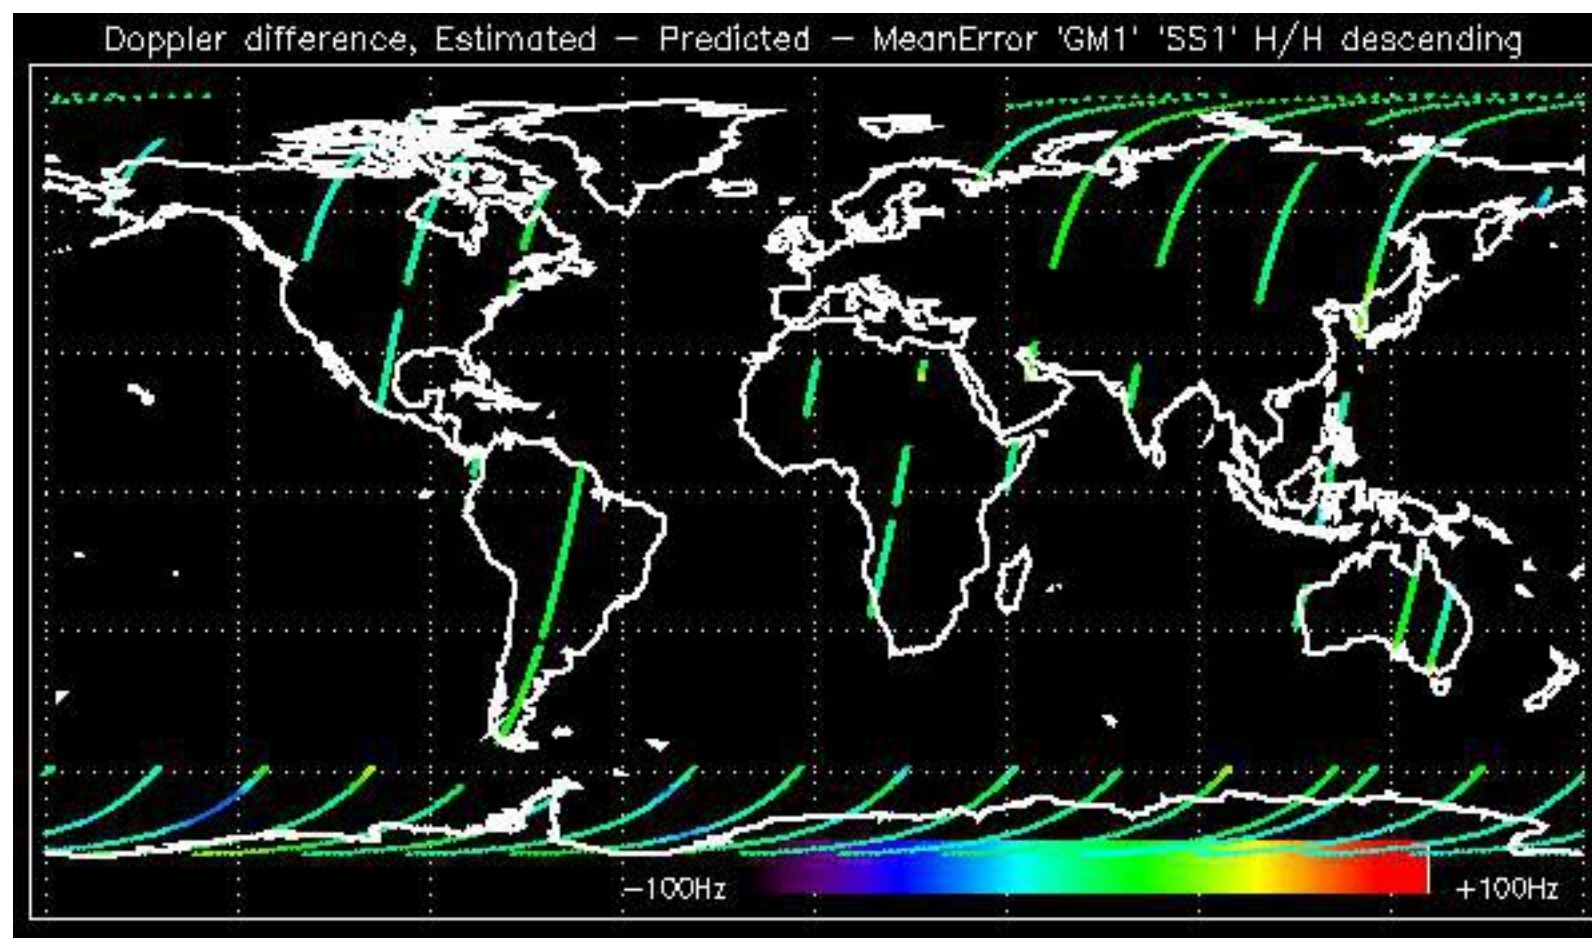 Doppler difference, Estimated − Predicted − MeanError 'GM1' 'SS1' H/H descending
−100Hz +100Hz